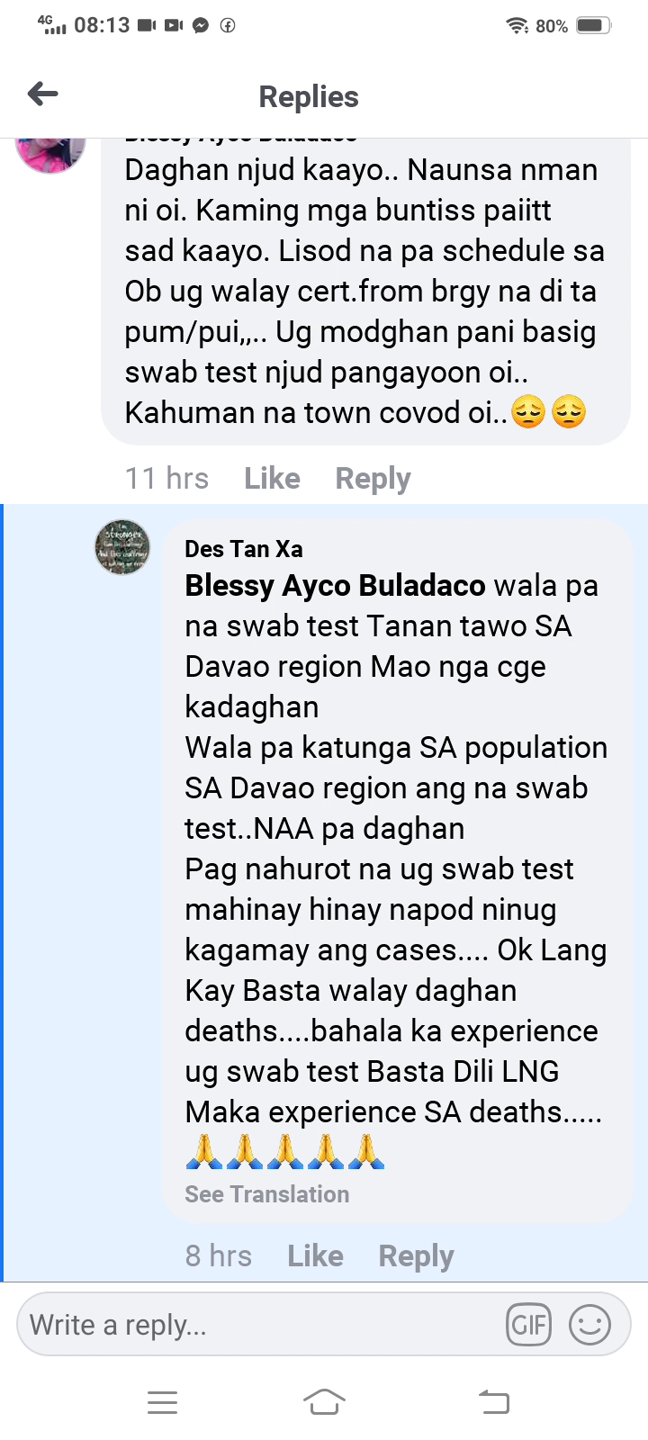 4G 08:13 80%
Replies
Blessy Ayco Buladaco
Daghan njud kaayo.. Naunsa nman
ni oi. Kaming mga buntiss paiitt
sad kaayo. Lisod na pa schedule sa
Ob ug walay cert.from brgy na di ta
pum/pui,,.. Ug modghan pani basig
swab test njud pangayoon oi..
Kahuman na town covod oi..😔😔
11 hrs Like Reply
Des Tan Xa
Blessy Ayco Buladaco wala pa
na swab test Tanan tawo SA
Davao region Mao nga cge
kadaghan
Wala pa katunga SA population
SA Davao region ang na swab
test..NAA pa daghan
Pag nahurot na ug swab test
mahinay hinay napod ninug
kagamay ang cases.... Ok Lang
Kay Basta walay daghan
deaths....bahala ka experience
ug swab test Basta Dili LNG
Maka experience SA deaths.....
🙏🙏🙏🙏🙏
See Translation
8 hrs Like Reply
Write a reply...
GIF